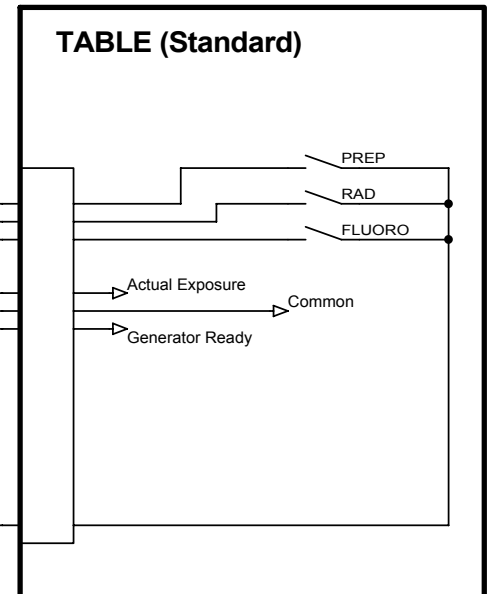 TABLE (Standard)
PREP
RAD
FLUORO
Actual Exposure
Common
Generator Ready